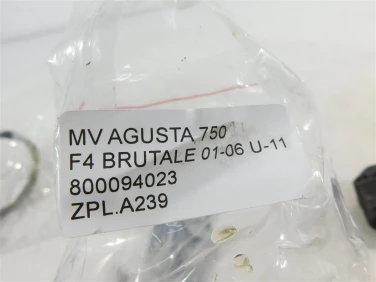 MV AGUSTA 750
F4 BRUTALE 01-06 U-11
800094023
ZPL.A239